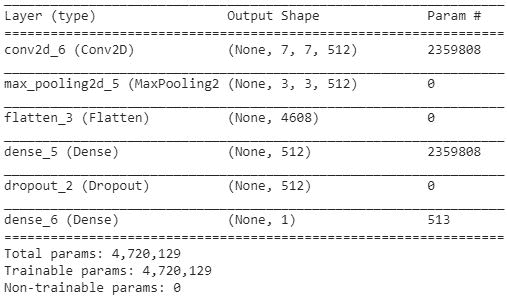 Layer (type) Output Shape Param #
conv2d_6 (Conv2D) (None, 7, 7, 512) 2359808
max_pooling2d_5 (MaxPooling2 (None, 3, 3, 512) 0
flatten_3 (Flatten) (None, 4608) 0
dense_5 (Dense) (None, 512) 2359808
dropout_2 (Dropout) (None, 512) 0
dense_6 (Dense) (None, 1) 513
Total params: 4,720,129
Trainable params: 4,720,129
Non-trainable params: 0